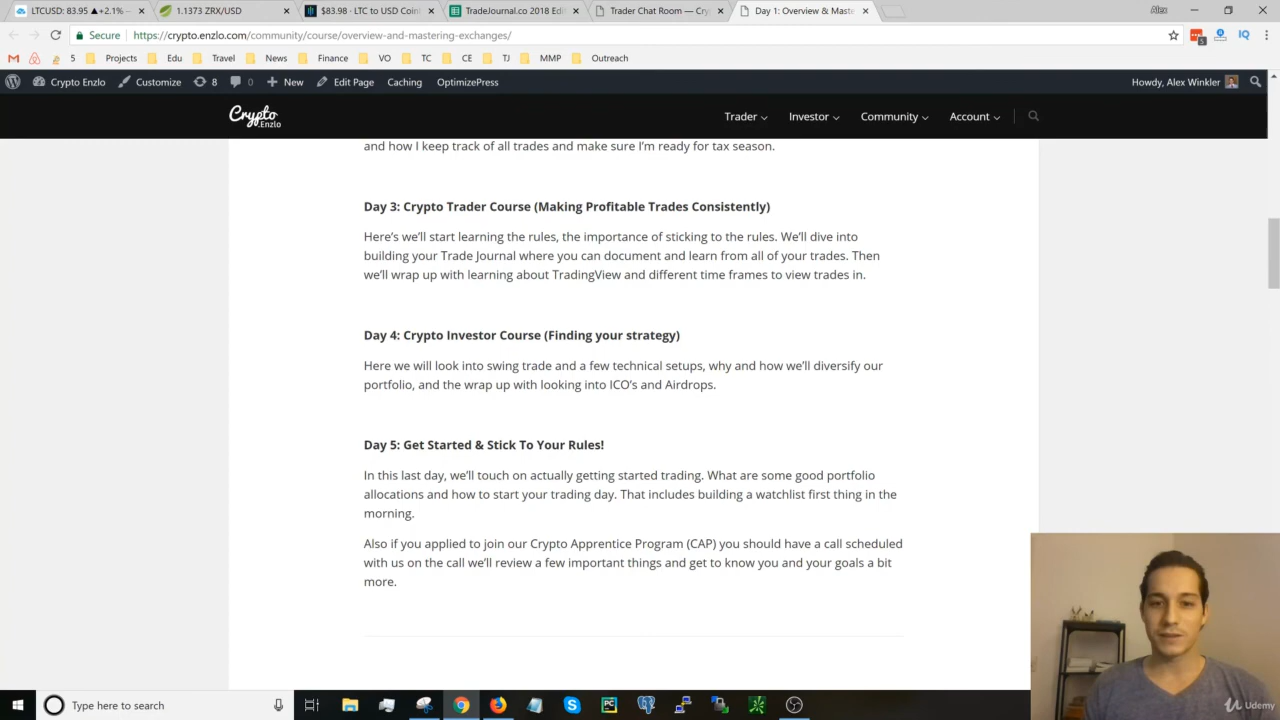 LTCUSD: 83.95 ▲+2.1% –
1.1373 ZRX/USD
$83.98 · LTC to USD Coin
TradeJournal.co 2018 Edit
Trader Chat Room — Cry
Day 1: Overview & Maste
Alex
Secure
https://crypto.enzlo.com/community/course/overview-and-mastering-exchanges/
5
IQ
5
Projects
Edu
Travel
News
Finance
VO
TC
CE
TJ
MMP
Outreach
Crypto Enzlo
Customize
8
0
New
Edit Page
Caching
OptimizePress
Howdy, Alex Winkler
Crypto
.Enzlo
Trader
Investor
Community
Account
and how I keep track of all trades and make sure I'm ready for tax season.
Day 3: Crypto Trader Course (Making Profitable Trades Consistently)
Here's we'll start learning the rules, the importance of sticking to the rules. We'll dive into
building your Trade Journal where you can document and learn from all of your trades. Then
we'll wrap up with learning about TradingView and different time frames to view trades in.
Day 4: Crypto Investor Course (Finding your strategy)
Here we will look into swing trade and a few technical setups, why and how we'll diversify our
portfolio, and the wrap up with looking into ICO's and Airdrops.
Day 5: Get Started & Stick To Your Rules!
In this last day, we'll touch on actually getting started trading. What are some good portfolio
allocations and how to start your trading day. That includes building a watchlist first thing in the
morning.
Also if you applied to join our Crypto Apprentice Program (CAP) you should have a call scheduled
with us on the call we'll review a few important things and get to know you and your goals a bit
more.
Type here to search
Udemy